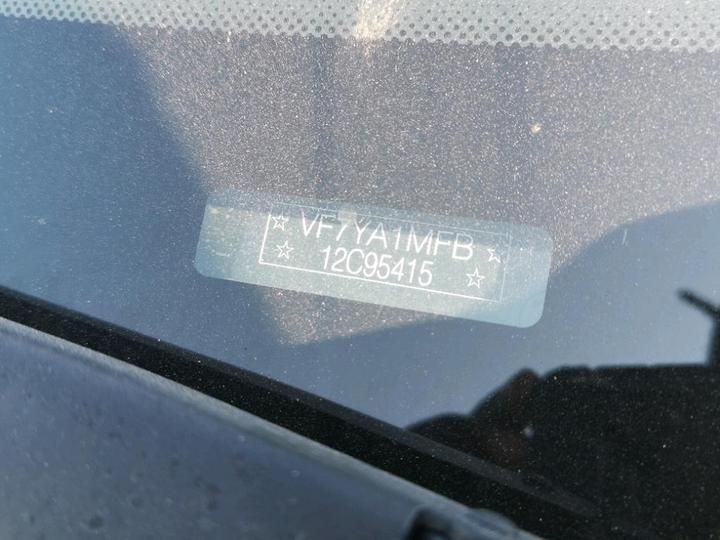 ☆ VF7YA1MFB ☆
☆ 12C95415 ☆